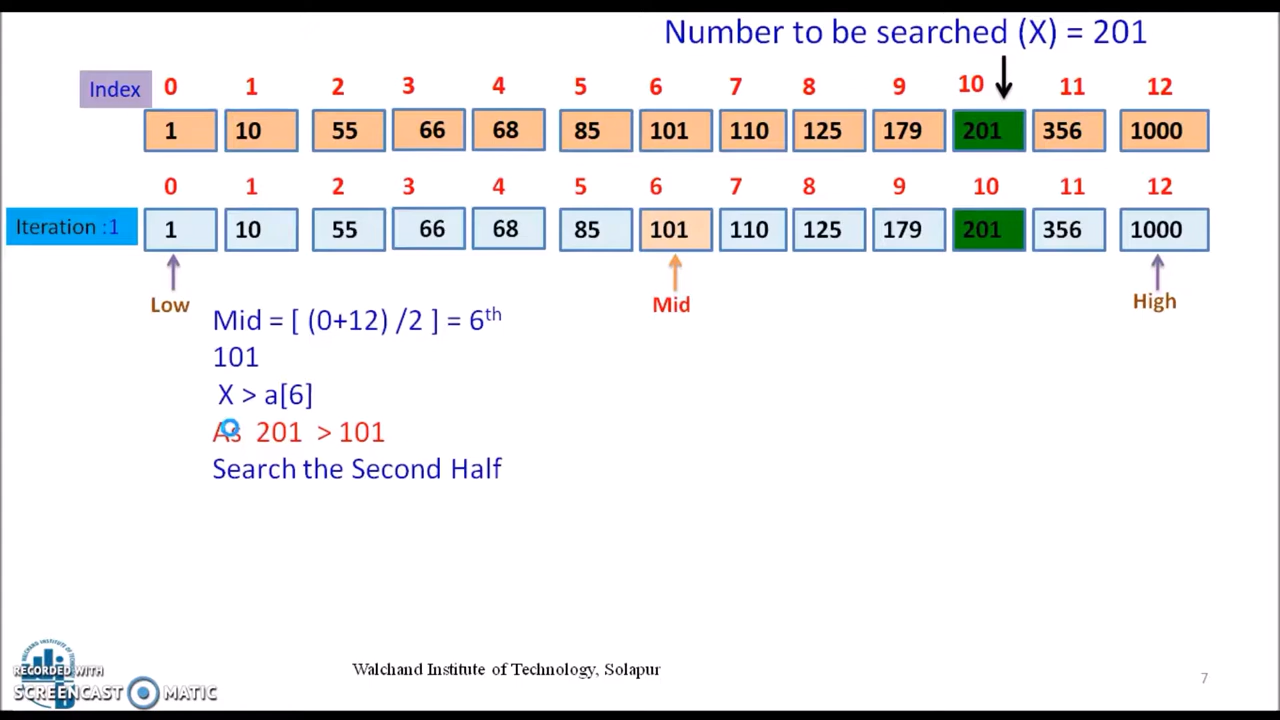 Number to be searched (X) = 201
Index 0 1 2 3 4 5 6 7 8 9 10 11 12
1 10 55 66 68 85 101 110 125 179 201 356 1000
0 1 2 3 4 5 6 7 8 9 10 11 12
Iteration :1 1 10 55 66 68 85 101 110 125 179 201 356 1000
Low Mid High
Mid = [ (0+12) /2 ] = 6th
101
X > a[6]
As 201 > 101
Search the Second Half
RECORDED WITH
SCREENCAST MATIC
Walchand Institute of Technology, Solapur
7